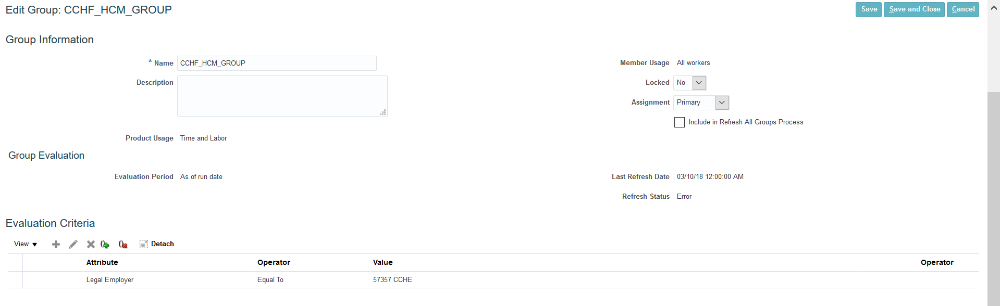 Edit Group: CCHF_HCM_GROUP
Save
Save and Close
Cancel
Group Information
* Name CCHF_HCM_GROUP
Description
Product Usage Time and Labor
Member Usage All workers
Locked No
Assignment Primary
Include in Refresh All Groups Process
Group Evaluation
Evaluation Period As of run date
Last Refresh Date 03/10/18 12:00:00 AM
Refresh Status Error
Evaluation Criteria
View Detach
Attribute Operator Value Operator
Legal Employer Equal To 57357 CCHE